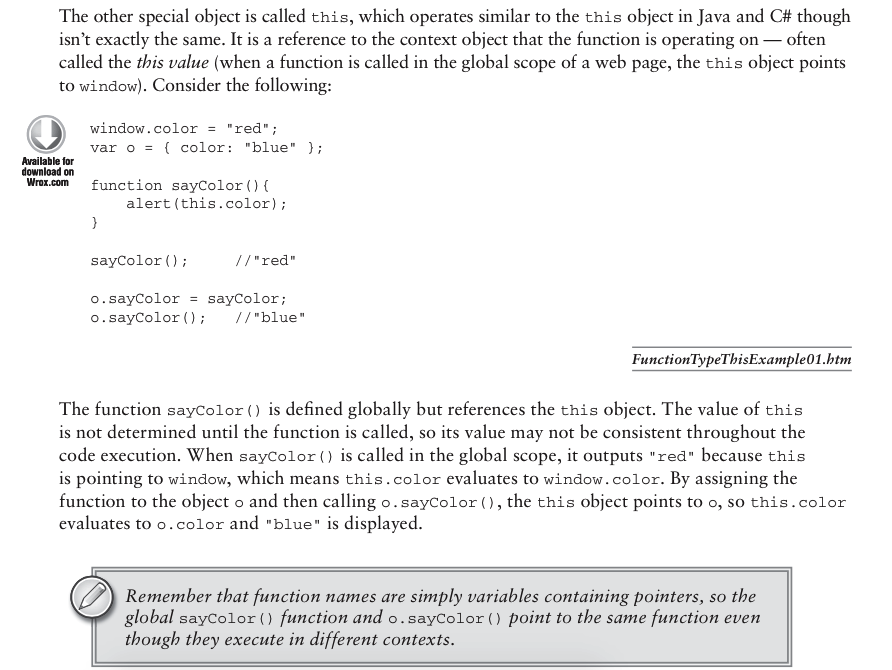 The other special object is called this, which operates similar to the this object in Java and C# though
isn't exactly the same. It is a reference to the context object that the function is operating on — often
called the this value (when a function is called in the global scope of a web page, the this object points
to window). Consider the following:
Available for
download on
Wrox.com
window.color = "red";
var o = { color: "blue" };
function sayColor(){
    alert(this.color);
}
sayColor();     //"red"
o.sayColor = sayColor;
o.sayColor();   //"blue"
FunctionTypeThisExample01.htm
The function sayColor() is defined globally but references the this object. The value of this
is not determined until the function is called, so its value may not be consistent throughout the
code execution. When sayColor() is called in the global scope, it outputs "red" because this
is pointing to window, which means this.color evaluates to window.color. By assigning the
function to the object o and then calling o.sayColor(), the this object points to o, so this.color
evaluates to o.color and "blue" is displayed.
Remember that function names are simply variables containing pointers, so the
global sayColor() function and o.sayColor() point to the same function even
though they execute in different contexts.